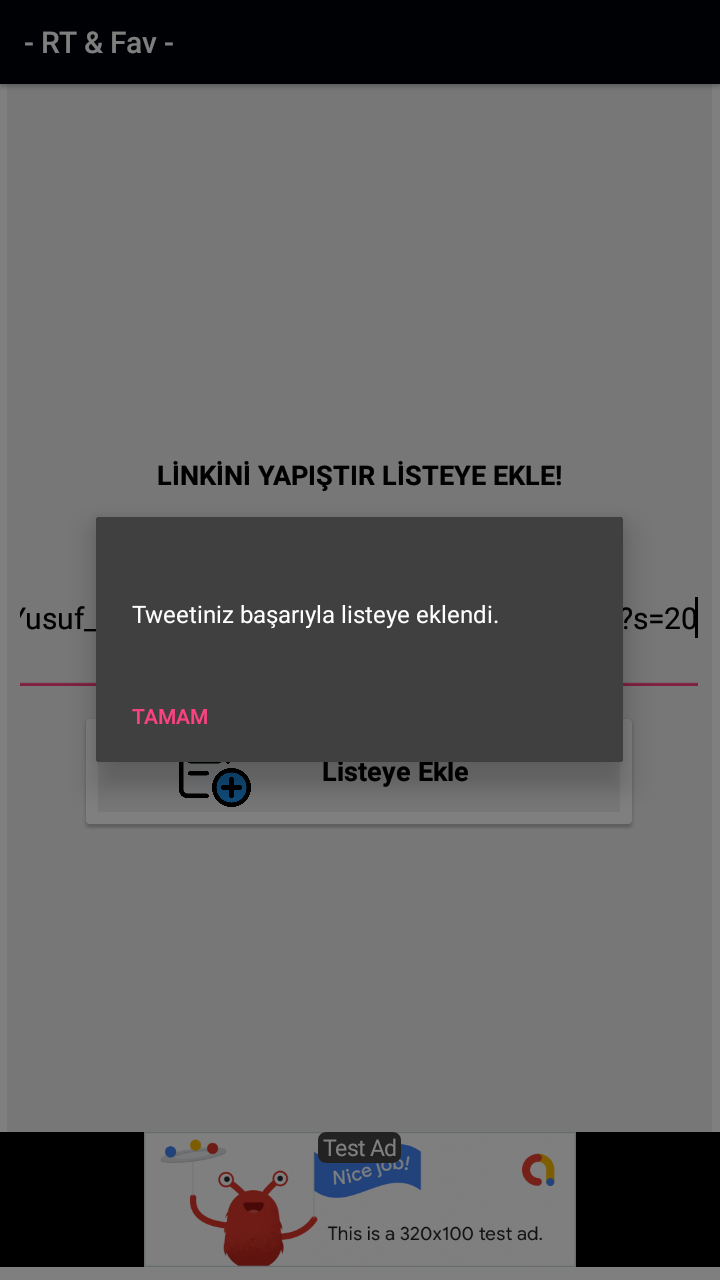 - RT & Fav -
LİNKİNİ YAPIŞTIR LİSTEYE EKLE!
Tweetiniz başarıyla listeye eklendi.
usuf_
?s=20
TAMAM
Listeye Ekle
Test Ad
Nice job!
This is a 320x100 test ad.